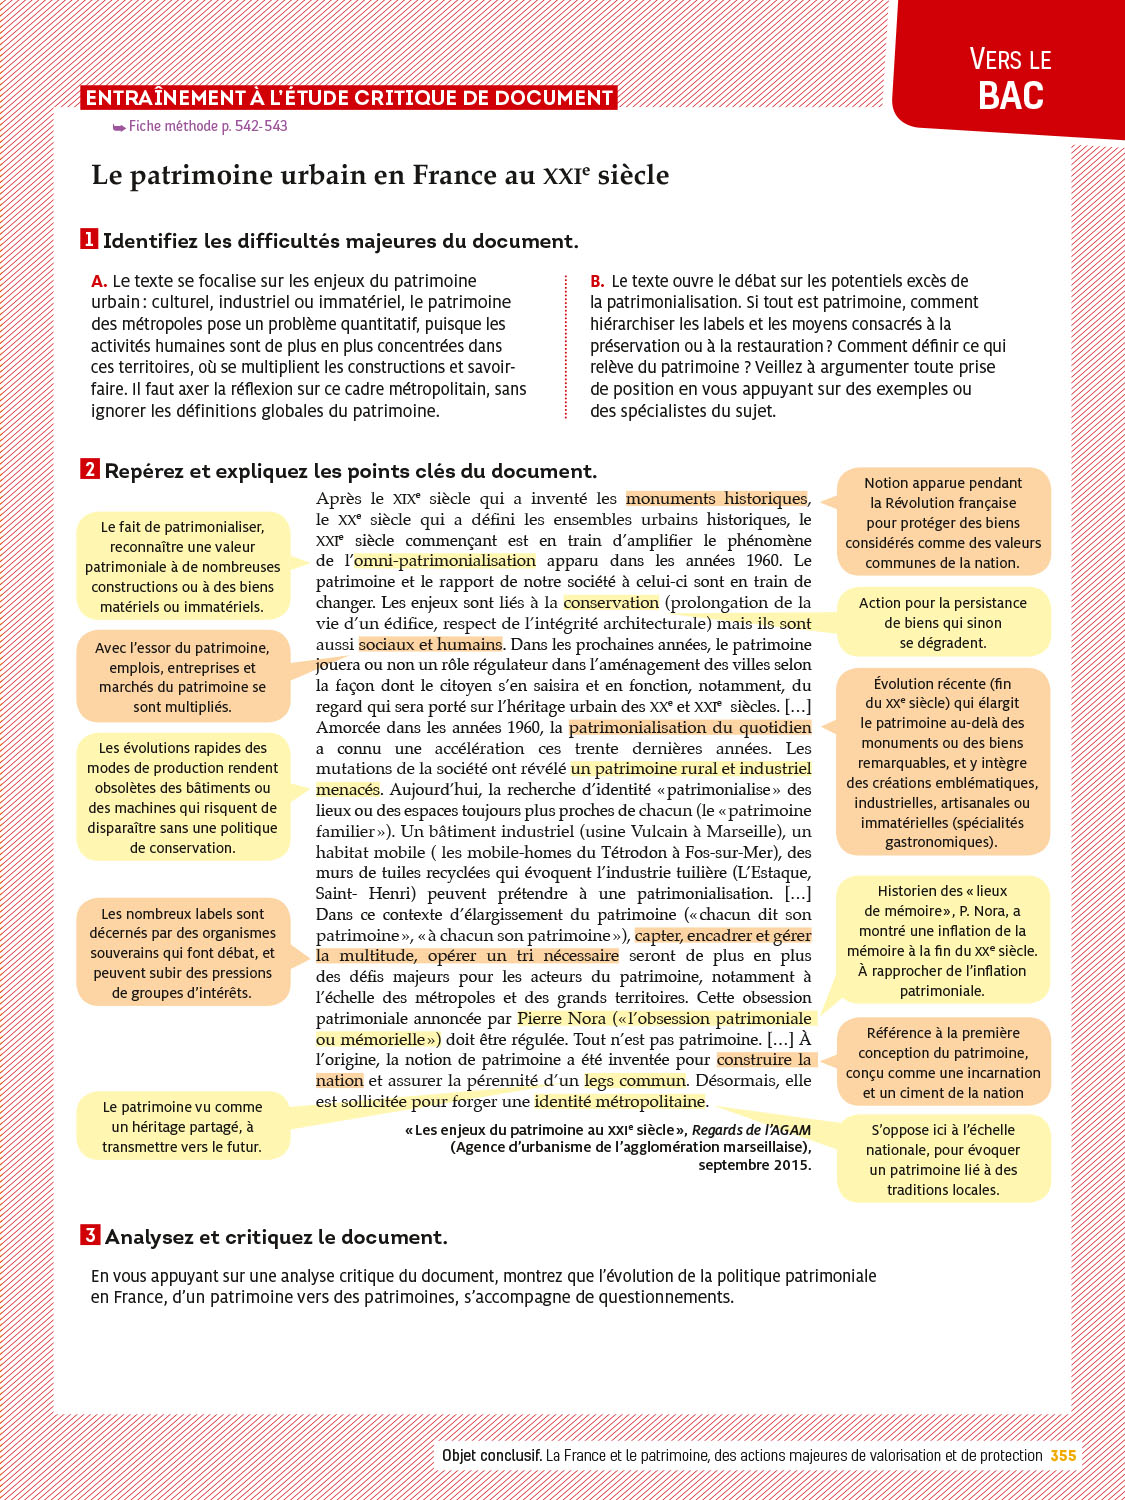 VERS LE
BAC
ENTRAÎNEMENT À L'ÉTUDE CRITIQUE DE DOCUMENT
➥ Fiche méthode p. 542-543
Le patrimoine urbain en France au XXIe siècle
1 Identifiez les difficultés majeures du document.
A. Le texte se focalise sur les enjeux du patrimoine
urbain : culturel, industriel ou immatériel, le patrimoine
des métropoles pose un problème quantitatif, puisque les
activités humaines sont de plus en plus concentrées dans
ces territoires, où se multiplient les constructions et savoir-
faire. Il faut axer la réflexion sur ce cadre métropolitain, sans
ignorer les définitions globales du patrimoine.
B. Le texte ouvre le débat sur les potentiels excès de
la patrimonialisation. Si tout est patrimoine, comment
hiérarchiser les labels et les moyens consacrés à la
préservation ou à la restauration ? Comment définir ce qui
relève du patrimoine ? Veillez à argumenter toute prise
de position en vous appuyant sur des exemples ou
des spécialistes du sujet.
2 Repérez et expliquez les points clés du document.
Le fait de patrimonialiser,
reconnaître une valeur
patrimoniale à de nombreuses
constructions ou à des biens
matériels ou immatériels.
Avec l'essor du patrimoine,
emplois, entreprises et
marchés du patrimoine se
sont multipliés.
Les évolutions rapides des
modes de production rendent
obsolètes des bâtiments ou
des machines qui risquent de
disparaître sans une politique
de conservation.
Les nombreux labels sont
décernés par des organismes
souverains qui font débat, et
peuvent subir des pressions
de groupes d'intérêts.
Le patrimoine vu comme
un héritage partagé, à
transmettre vers le futur.
Après le XIXe siècle qui a inventé les monuments historiques,
le XXe siècle qui a défini les ensembles urbains historiques, le
XXIe siècle commençant est en train d'amplifier le phénomène
de l'omni-patrimonialisation apparu dans les années 1960. Le
patrimoine et le rapport de notre société à celui-ci sont en train de
changer. Les enjeux sont liés à la conservation (prolongation de la
vie d'un édifice, respect de l'intégrité architecturale) mais ils sont
aussi sociaux et humains. Dans les prochaines années, le patrimoine
jouera ou non un rôle régulateur dans l'aménagement des villes selon
la façon dont le citoyen s'en saisira et en fonction, notamment, du
regard qui sera porté sur l'héritage urbain des XXe et XXIe siècles. […]
Amorcée dans les années 1960, la patrimonialisation du quotidien
a connu une accélération ces trente dernières années. Les
mutations de la société ont révélé un patrimoine rural et industriel
menacés. Aujourd'hui, la recherche d'identité « patrimonialise » des
lieux ou des espaces toujours plus proches de chacun (le « patrimoine
familier »). Un bâtiment industriel (usine Vulcain à Marseille), un
habitat mobile ( les mobile-homes du Tétrodon à Fos-sur-Mer), des
murs de tuiles recyclées qui évoquent l'industrie tuilière (L'Estaque,
Saint- Henri) peuvent prétendre à une patrimonialisation. […]
Dans ce contexte d'élargissement du patrimoine (« chacun dit son
patrimoine », « à chacun son patrimoine »), capter, encadrer et gérer
la multitude, opérer un tri nécessaire seront de plus en plus
des défis majeurs pour les acteurs du patrimoine, notamment à
l'échelle des métropoles et des grands territoires. Cette obsession
patrimoniale annoncée par Pierre Nora (« l'obsession patrimoniale
ou mémorielle ») doit être régulée. Tout n'est pas patrimoine. […] À
l'origine, la notion de patrimoine a été inventée pour construire la
nation et assurer la pérennité d'un legs commun. Désormais, elle
est sollicitée pour forger une identité métropolitaine.
« Les enjeux du patrimoine au XXIe siècle », Regards de l'AGAM
(Agence d'urbanisme de l'agglomération marseillaise),
septembre 2015.
Notion apparue pendant
la Révolution française
pour protéger des biens
considérés comme des valeurs
communes de la nation.
Action pour la persistance
de biens qui sinon
se dégradent.
Évolution récente (fin
du XXe siècle) qui élargit
le patrimoine au-delà des
monuments ou des biens
remarquables, et y intègre
des créations emblématiques,
industrielles, artisanales ou
immatérielles (spécialités
gastronomiques).
Historien des « lieux
de mémoire », P. Nora, a
montré une inflation de la
mémoire à la fin du XXe siècle.
À rapprocher de l'inflation
patrimoniale.
Référence à la première
conception du patrimoine,
conçu comme une incarnation
et un ciment de la nation
S'oppose ici à l'échelle
nationale, pour évoquer
un patrimoine lié à des
traditions locales.
3 Analysez et critiquez le document.
En vous appuyant sur une analyse critique du document, montrez que l'évolution de la politique patrimoniale
en France, d'un patrimoine vers des patrimoines, s'accompagne de questionnements.
Objet conclusif. La France et le patrimoine, des actions majeures de valorisation et de protection 355